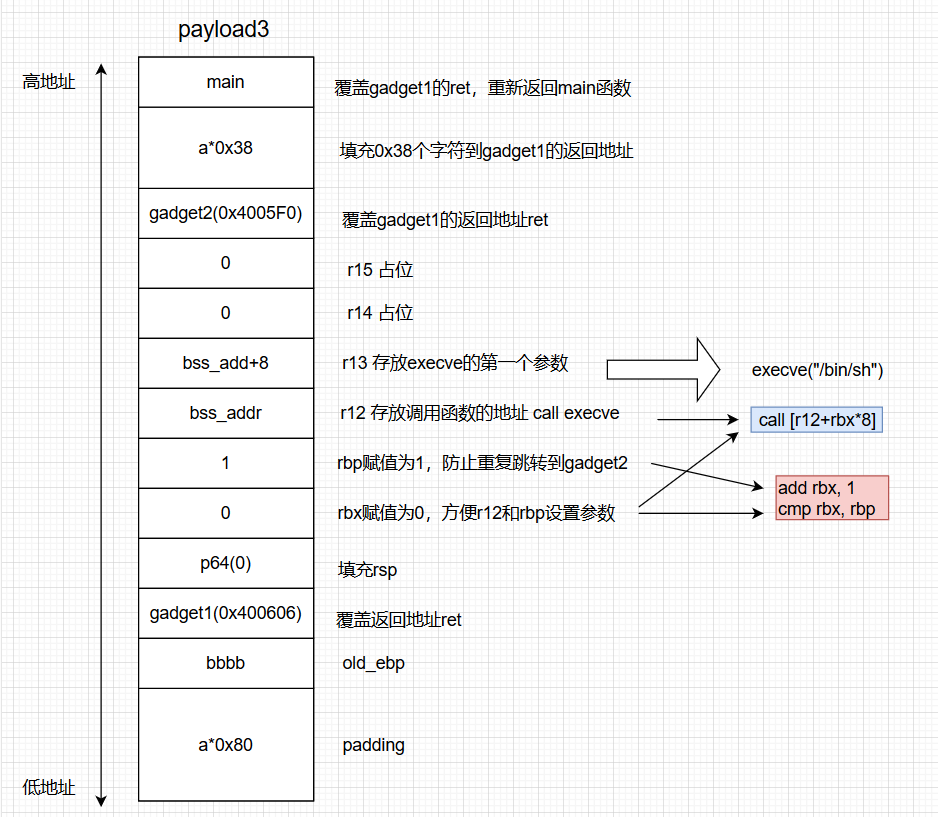 payload3
高地址
main
覆盖gadget1的ret，重新返回main函数
a*0x38
填充0x38个字符到gadget1的返回地址
gadget2(0x4005F0)
覆盖gadget1的返回地址ret
0
r15 占位
0
r14 占位
bss_add+8
r13 存放execve的第一个参数
execve("/bin/sh")
bss_addr
r12 存放调用函数的地址 call execve
call [r12+rbx*8]
1
rbp赋值为1，防止重复跳转到gadget2
add rbx, 1
cmp rbx, rbp
0
rbx赋值为0，方便r12和rbp设置参数
p64(0)
填充rsp
gadget1(0x400606)
覆盖返回地址ret
bbbb
old_ebp
a*0x80
padding
低地址